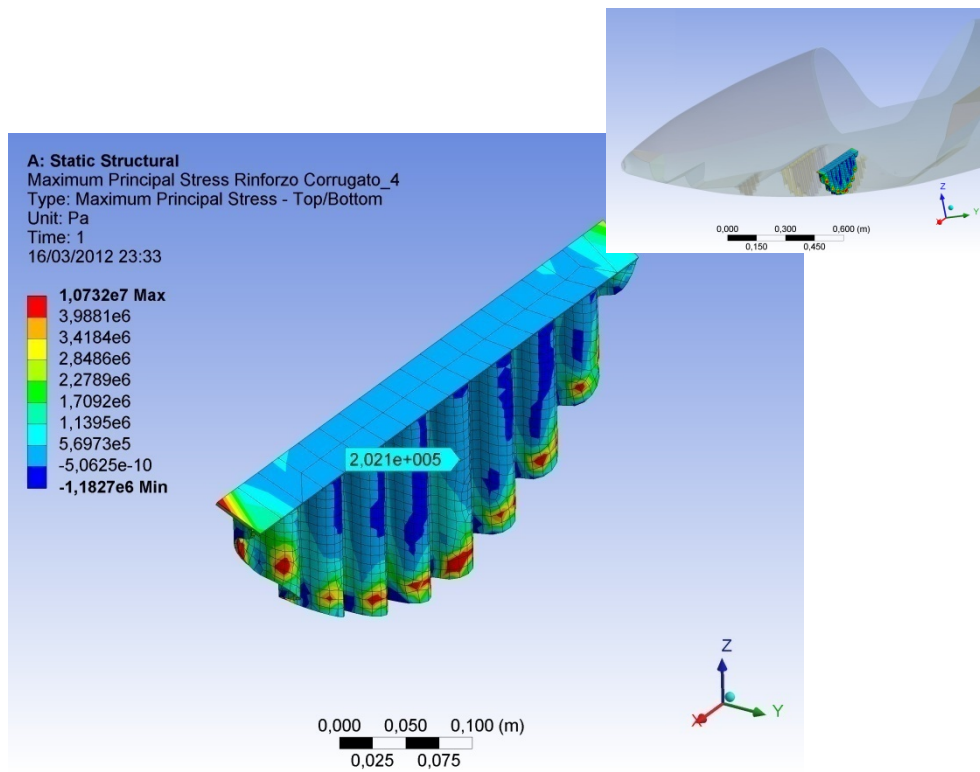 A: Static Structural
Maximum Principal Stress Rinforzo Corrugato_4
Type: Maximum Principal Stress - Top/Bottom
Unit: Pa
Time: 1
16/03/2012 23:33
1,0732e7 Max
3,9881e6
3,4184e6
2,8486e6
2,2789e6
1,7092e6
1,1395e6
5,6973e5
-5,0625e-10
-1,1827e6 Min
2,021e+005
0,000 0,050 0,100 (m)
0,025 0,075
Z
Y
X
0,000 0,300 0,600 (m)
0,150 0,450
Z
Y
X